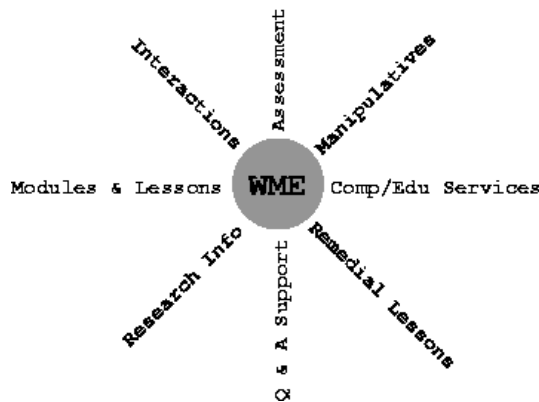 Assessment
Interactions
Manipulatives
Modules & Lessons
WME
Comp/Edu Services
Research Info
Q & A Support
Remedial Lessons